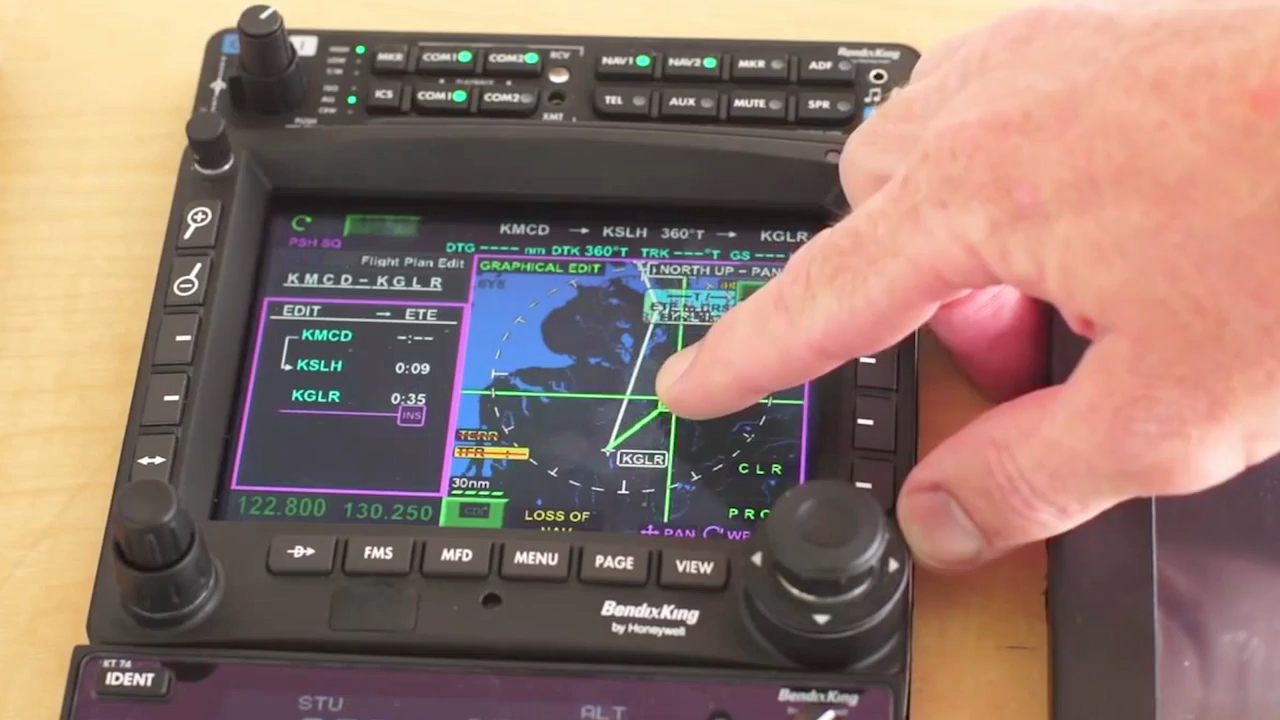 BendixKing
MKR COM1 COM2 RCV NAV1 NAV2 MKR ADF
ICS COM1 COM2 XMT TEL AUX MUTE SPR
PUSH
KMCD → KSLH 360°T → KGLR
PSH SQ
DTG ---- nm DTK 360°T TRK ---°T GS ---
Flight Plan Edit
KMCD-KGLR
GRAPHICAL EDIT
NORTH UP - PAN
EDIT → ETE
KMCD -:--
KSLH 0:09
KGLR 0:35
INS
TERR
TFR
KGLR
CLR
30nm
122.800 130.250
CDI
LOSS OF
NAV
PAN
FMS MFD MENU PAGE VIEW
BendixKing
by Honeywell
KT 74
IDENT
STU
ALT
BendixKing